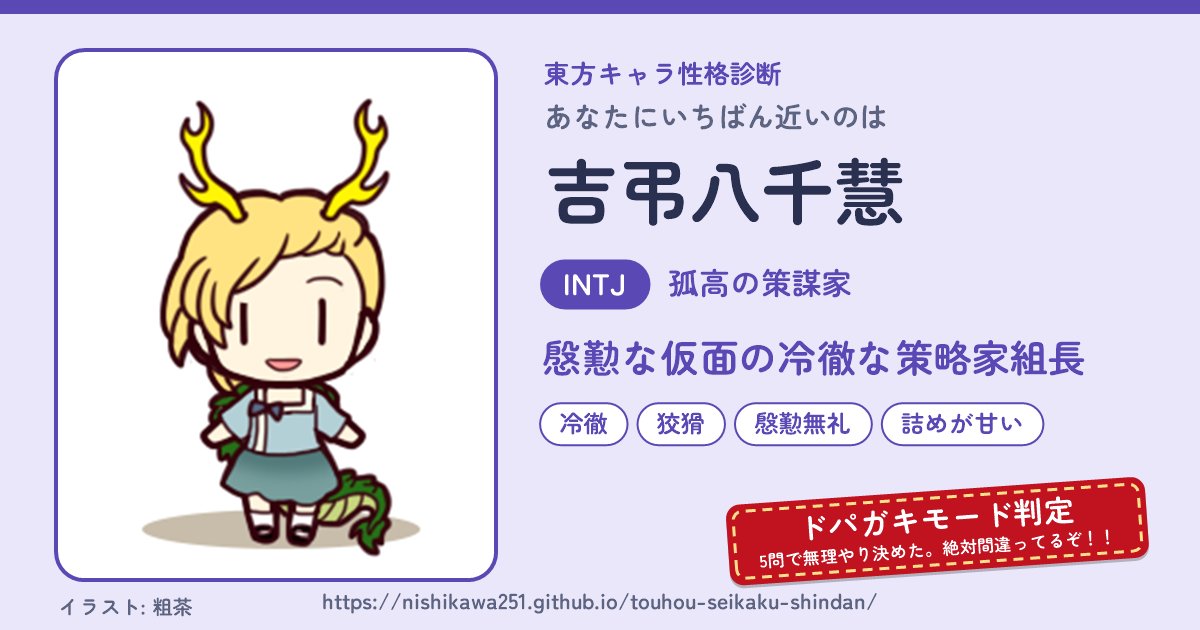 東方キャラ性格診断
あなたにいちばん近いのは
吉弔八千慧
INTJ 孤高の策謀家
慇懃な仮面の冷徹な策略家組長
冷徹 狡猾 慇懃無礼 詰めが甘い
ドパガキモード判定
5問で無理やり決めた。絶対間違ってるぞ！！
イラスト: 粗茶
https://nishikawa251.github.io/touhou-seikaku-shindan/